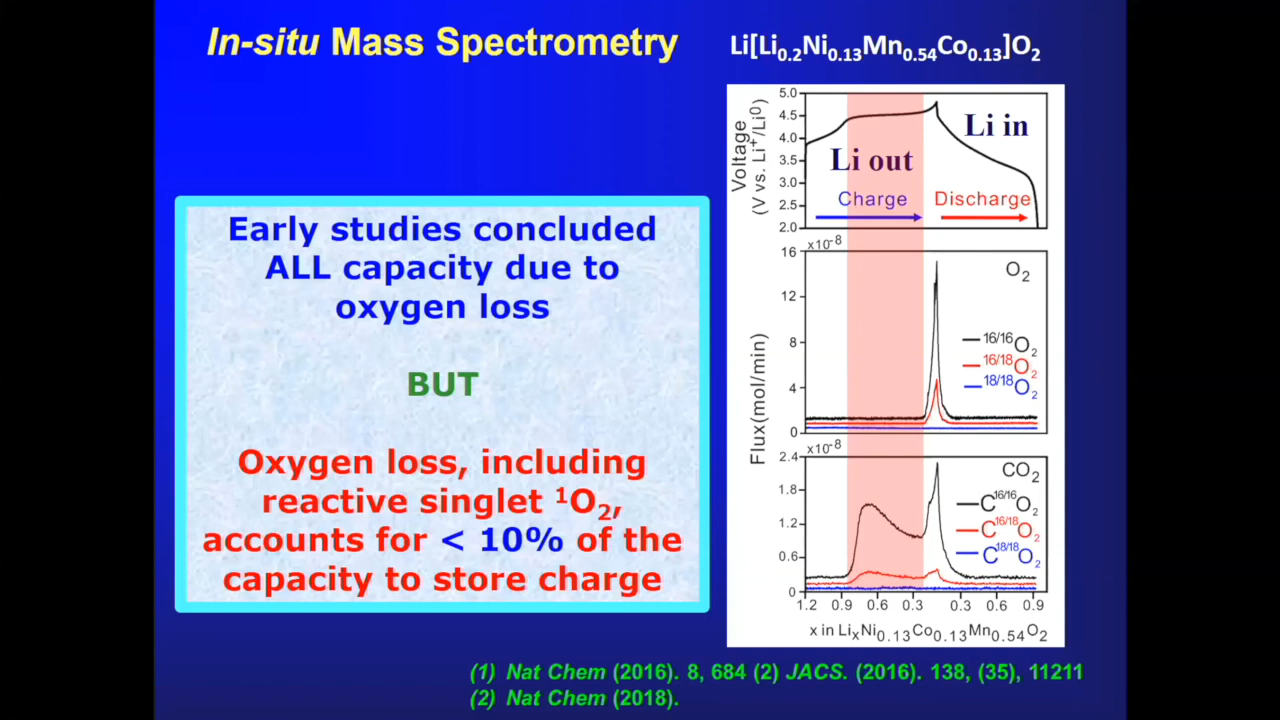 In-situ Mass Spectrometry
Li[Li0.2Ni0.13Mn0.54Co0.13]O2
Early studies concluded
ALL capacity due to
oxygen loss
BUT
Oxygen loss, including
reactive singlet ¹O2,
accounts for < 10% of the
capacity to store charge
Voltage
(V vs. Li⁺/Li⁰)
5.0
4.5
4.0
3.5
3.0
2.5
2.0
Li in
Li out
Charge
Discharge
Flux(mol/min)
x10⁻⁸
16
12
8
4
0
O2
16/16O2
16/18O2
18/18O2
x10⁻⁸
2.4
1.8
1.2
0.6
0
CO2
C16/16O2
C16/18O2
C18/18O2
1.2 0.9 0.6 0.3 0.3 0.6 0.9
x in LixNi0.13Co0.13Mn0.54O2
(1) Nat Chem (2016). 8, 684 (2) JACS. (2016). 138, (35), 11211
(2) Nat Chem (2018).